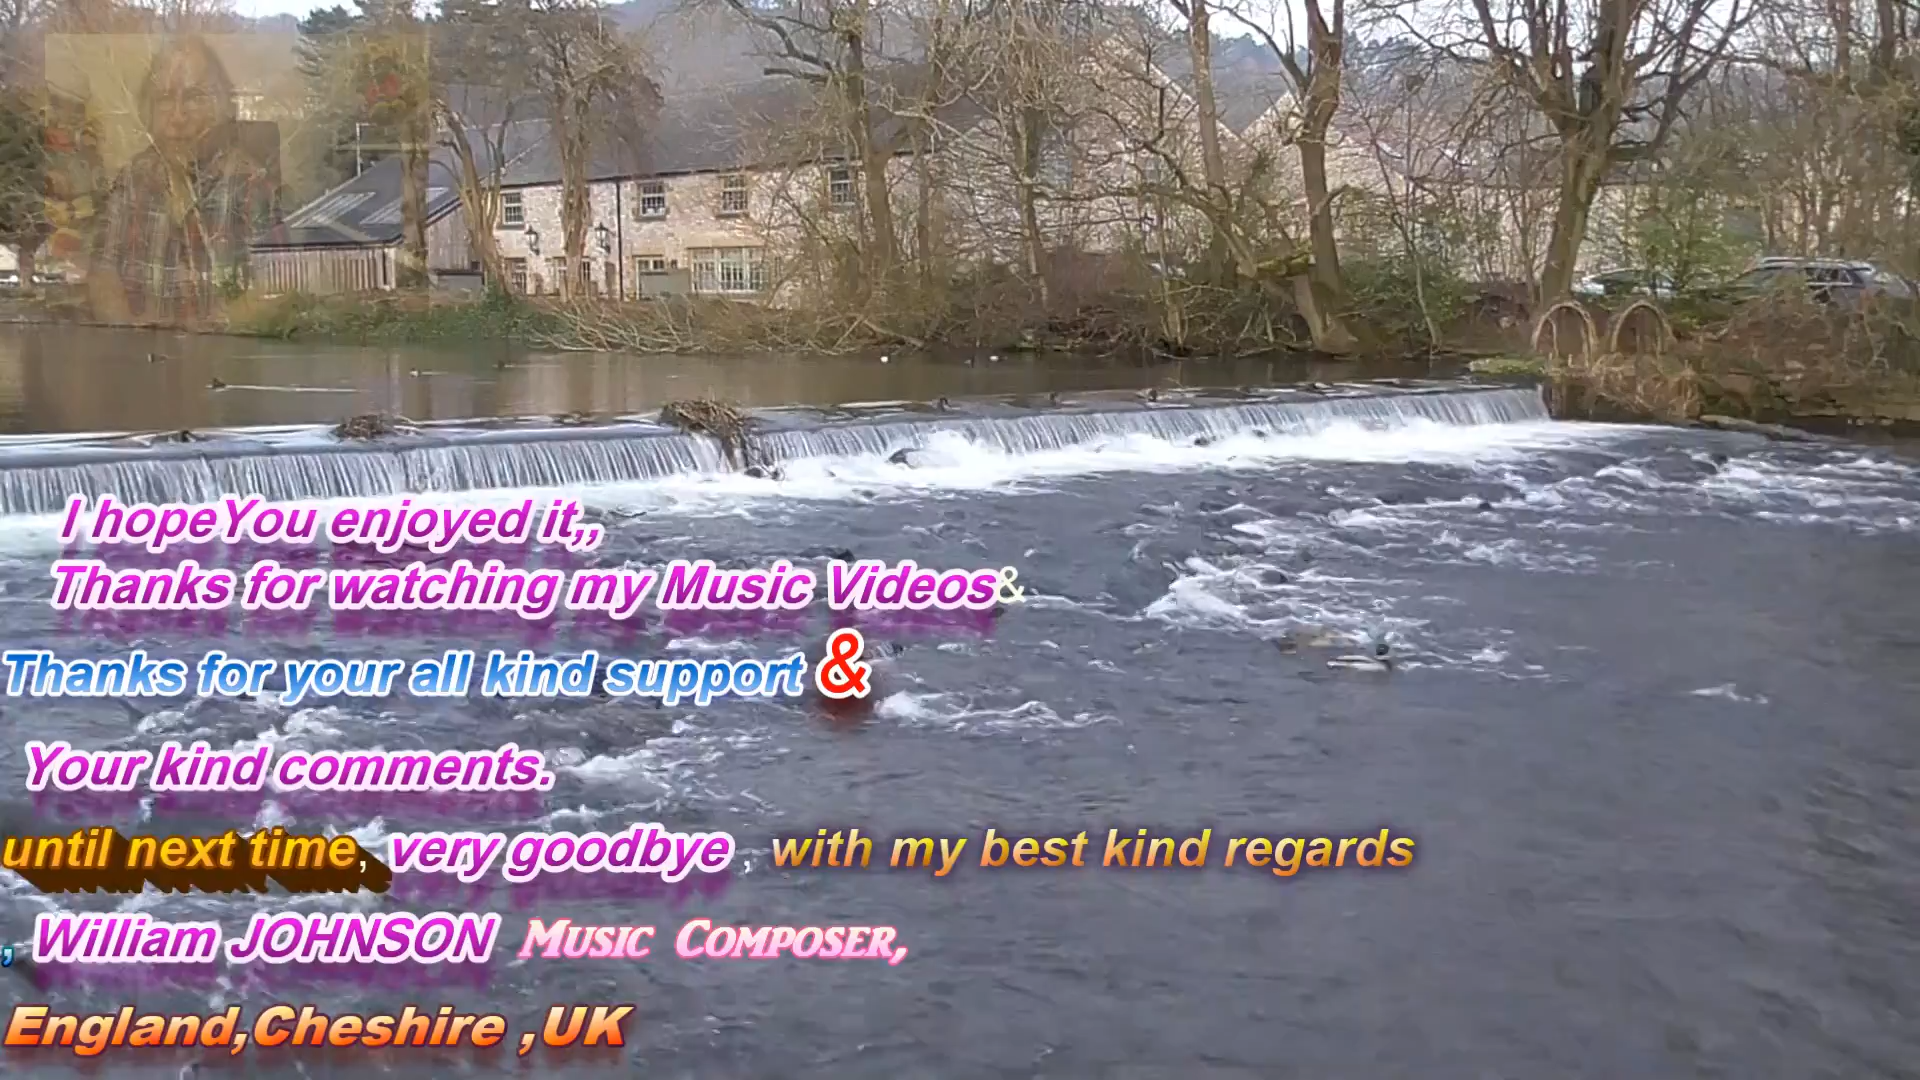 I hopeYou enjoyed it,,
Thanks for watching my Music Videos&
Thanks for your all kind support &
Your kind comments.
until next time, very goodbye , with my best kind regards
, William JOHNSON Music Composer,
England,Cheshire ,UK